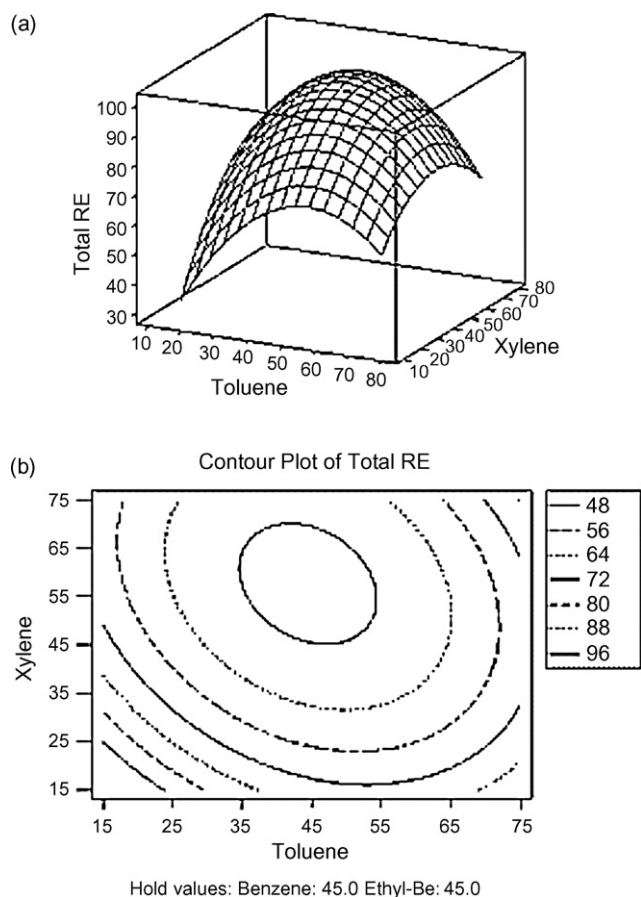 (a)
100
90
80
70
60
50
40
30
Total RE
10 20 30 40 50 60 70 80
Toluene
10 20 30 40 50 60 70 80
Xylene
(b)
Contour Plot of Total RE
75
65
55
45
35
25
15
Xylene
15 25 35 45 55 65 75
Toluene
48
56
64
72
80
88
96
Hold values: Benzene: 45.0 Ethyl-Be: 45.0